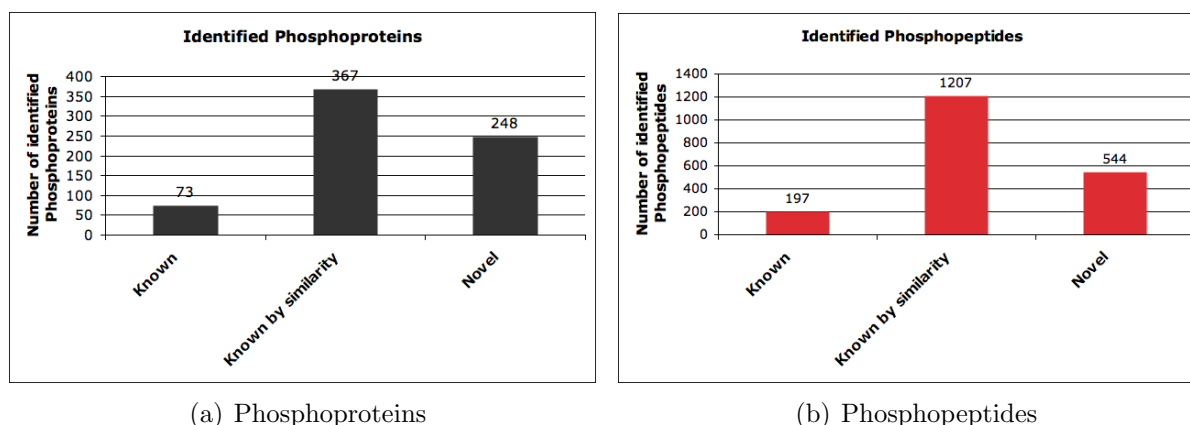 Identified Phosphoproteins
Number of identified
Phosphoproteins
400
350
300
250
200
150
100
50
0
73
367
248
Known
Known by similarity
Novel
(a) Phosphoproteins
Identified Phosphopeptides
Number of identified
Phosphopeptides
1400
1200
1000
800
600
400
200
0
197
1207
544
Known
Known by similarity
Novel
(b) Phosphopeptides